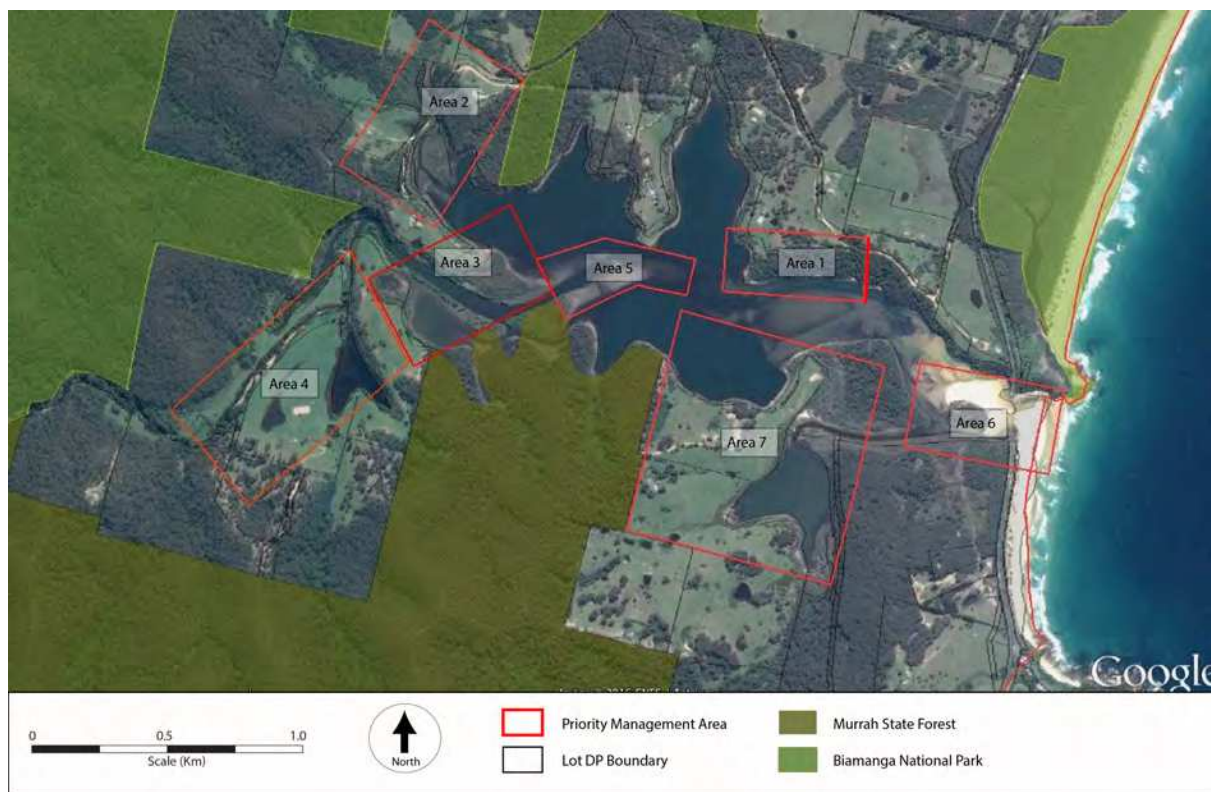 Area 2
Area 3
Area 5
Area 1
Area 4
Area 7
Area 6
Google
0 0.5 1.0
Scale (Km)
North
Priority Management Area
Lot DP Boundary
Murrah State Forest
Biamanga National Park